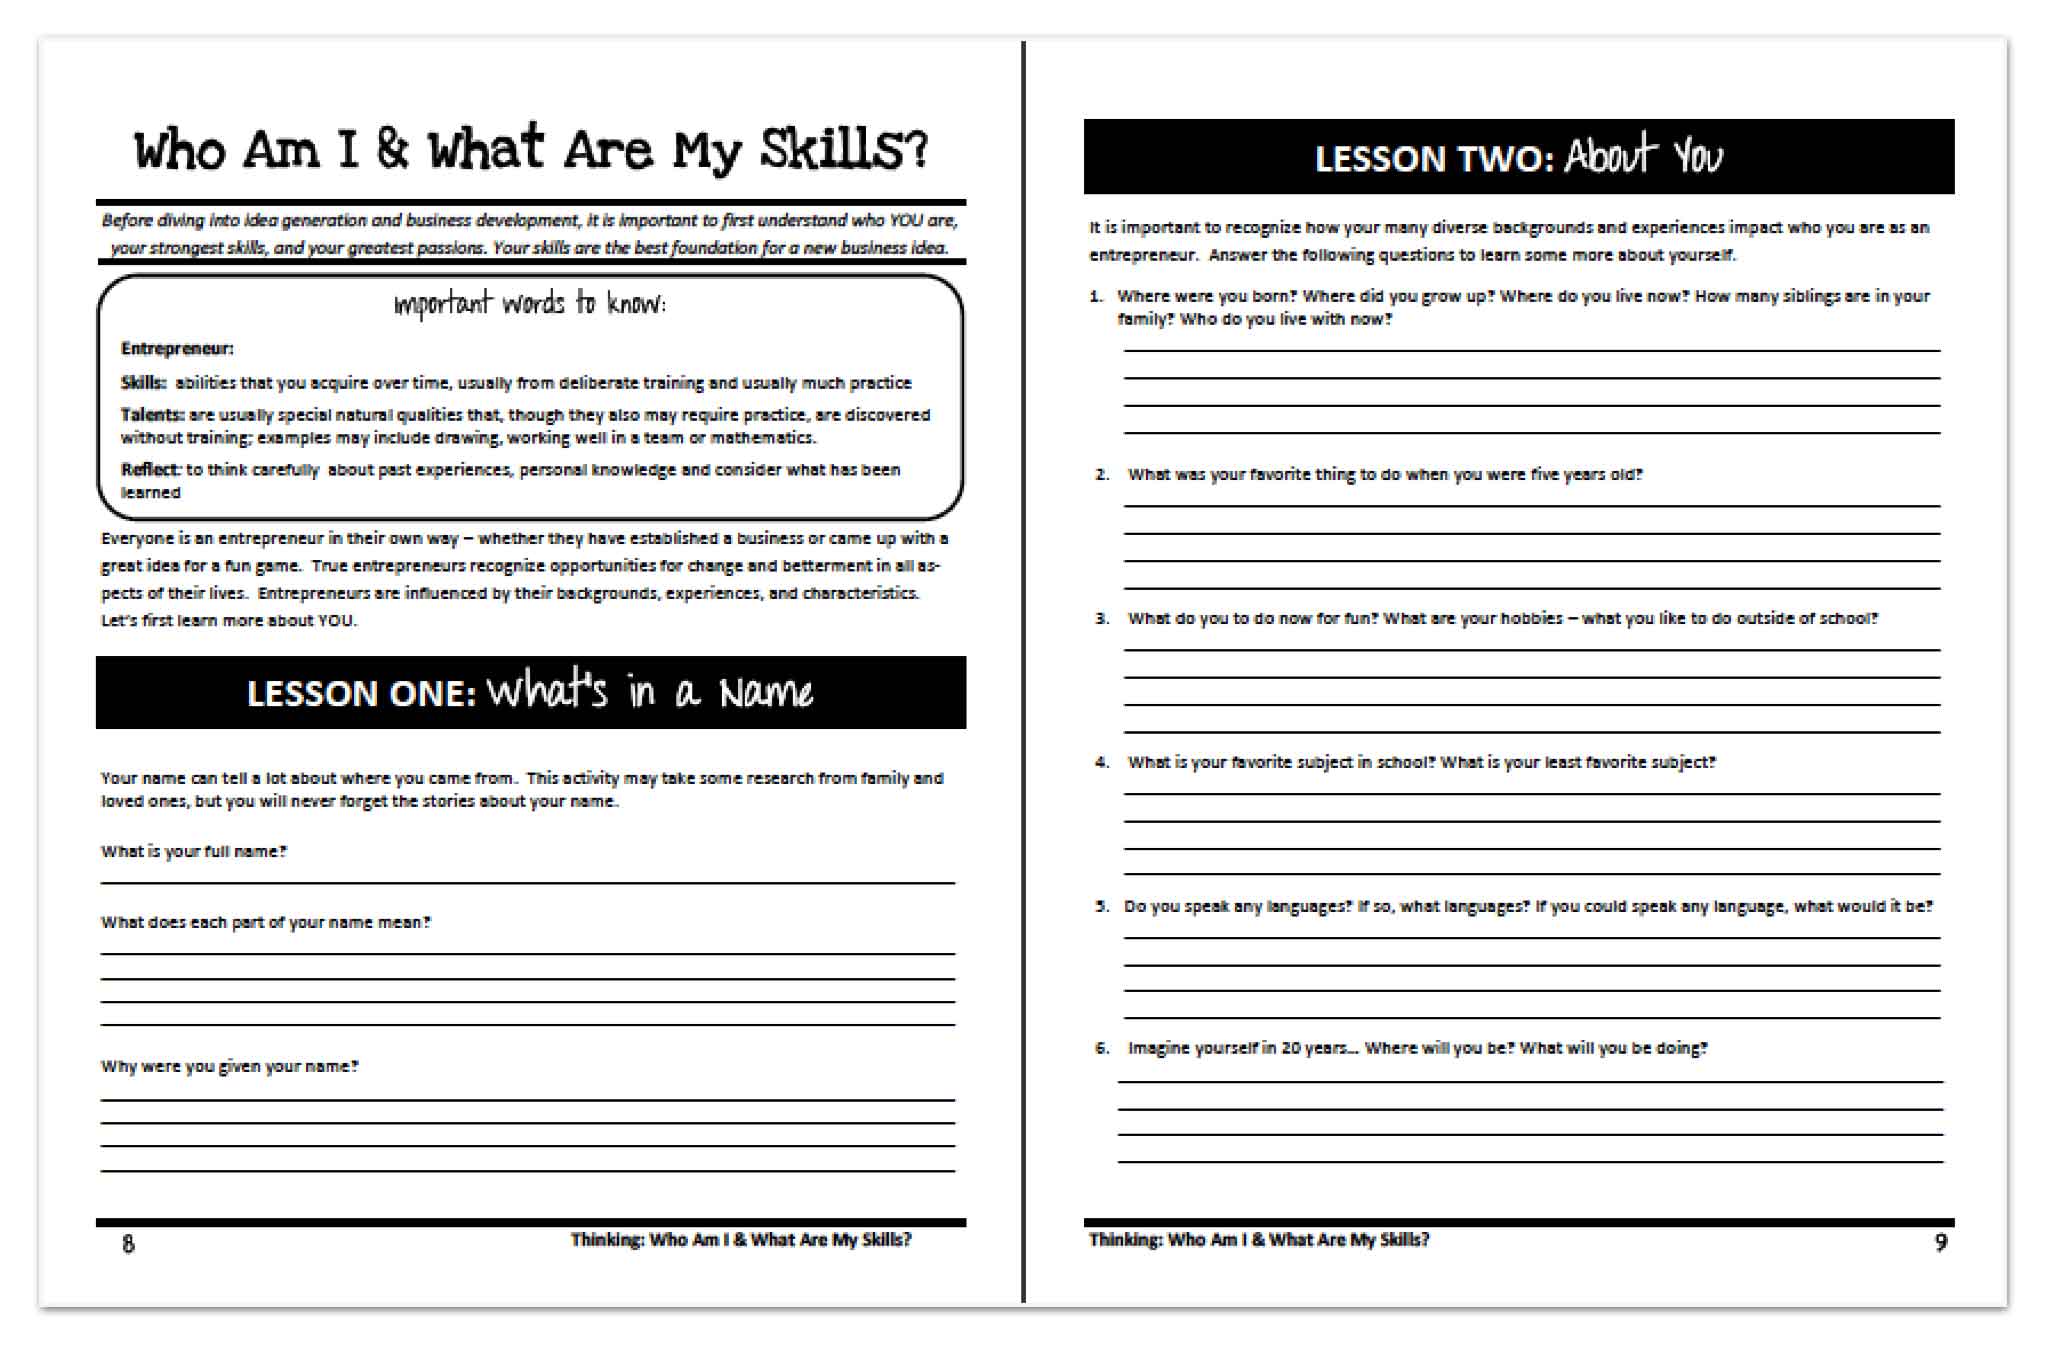 Who Am I & What Are My Skills?
Before diving into idea generation and business development, it is important to first understand who YOU are,
your strongest skills, and your greatest passions. Your skills are the best foundation for a new business idea.
Important words to know:
Entrepreneur:
Skills: abilities that you acquire over time, usually from deliberate training and usually much practice
Talents: are usually special natural qualities that, though they also may require practice, are discovered
without training; examples may include drawing, working well in a team or mathematics.
Reflect: to think carefully about past experiences, personal knowledge and consider what has been
learned
Everyone is an entrepreneur in their own way – whether they have established a business or came up with a
great idea for a fun game. True entrepreneurs recognize opportunities for change and betterment in all as-
pects of their lives. Entrepreneurs are influenced by their backgrounds, experiences, and characteristics.
Let's first learn more about YOU.
LESSON ONE: What's in a Name
Your name can tell a lot about where you came from. This activity may take some research from family and
loved ones, but you will never forget the stories about your name.
What is your full name?
What does each part of your name mean?
Why were you given your name?
8 Thinking: Who Am I & What Are My Skills?
LESSON TWO: About You
It is important to recognize how your many diverse backgrounds and experiences impact who you are as an
entrepreneur. Answer the following questions to learn some more about yourself.
1. Where were you born? Where did you grow up? Where do you live now? How many siblings are in your
family? Who do you live with now?
2. What was your favorite thing to do when you were five years old?
3. What do you to do now for fun? What are your hobbies – what you like to do outside of school?
4. What is your favorite subject in school? What is your least favorite subject?
5. Do you speak any languages? If so, what languages? If you could speak any language, what would it be?
6. Imagine yourself in 20 years... Where will you be? What will you be doing?
Thinking: Who Am I & What Are My Skills? 9